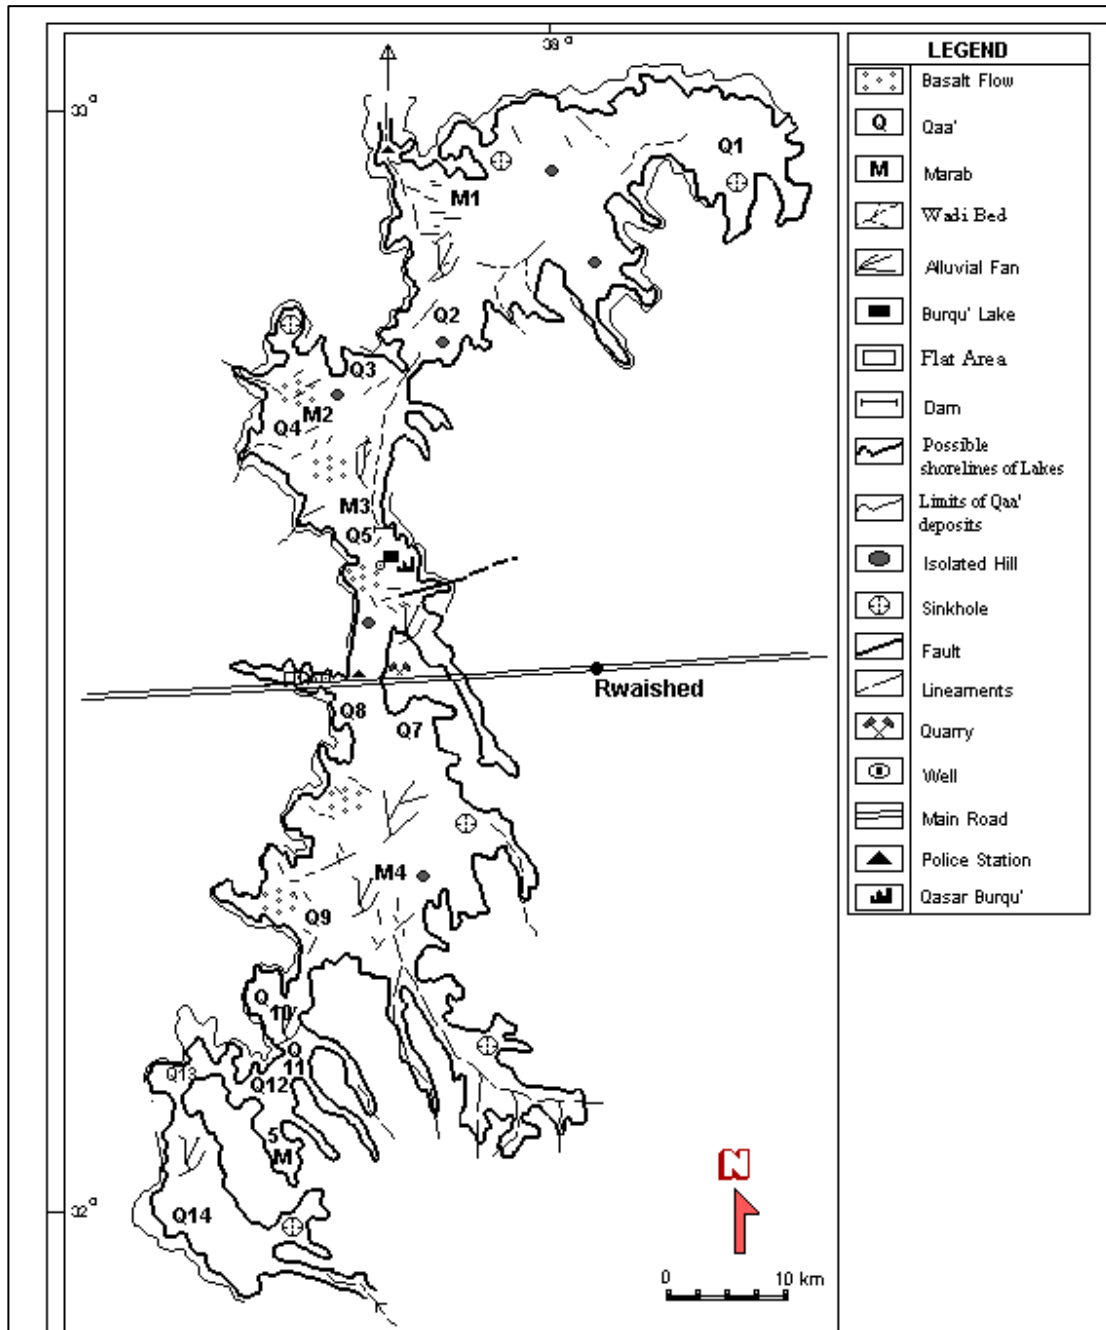 38°
33°
Q1
M1
Q2
Q3
M2
Q4
M3
Q5
Rwaished
Q8
Q7
M4
Q9
Q
10
Q
11
Q13
Q12
5
M
Q14
32°
N
0 10 km
LEGEND
Basalt Flow
Q Qaa'
M Marab
Wadi Bed
Alluvial Fan
Burqu' Lake
Flat Area
Dam
Possible
shorelines of Lakes
Limits of Qaa'
deposits
Isolated Hill
Sinkhole
Fault
Lineaments
Quarry
Well
Main Road
Police Station
Qasar Burqu'